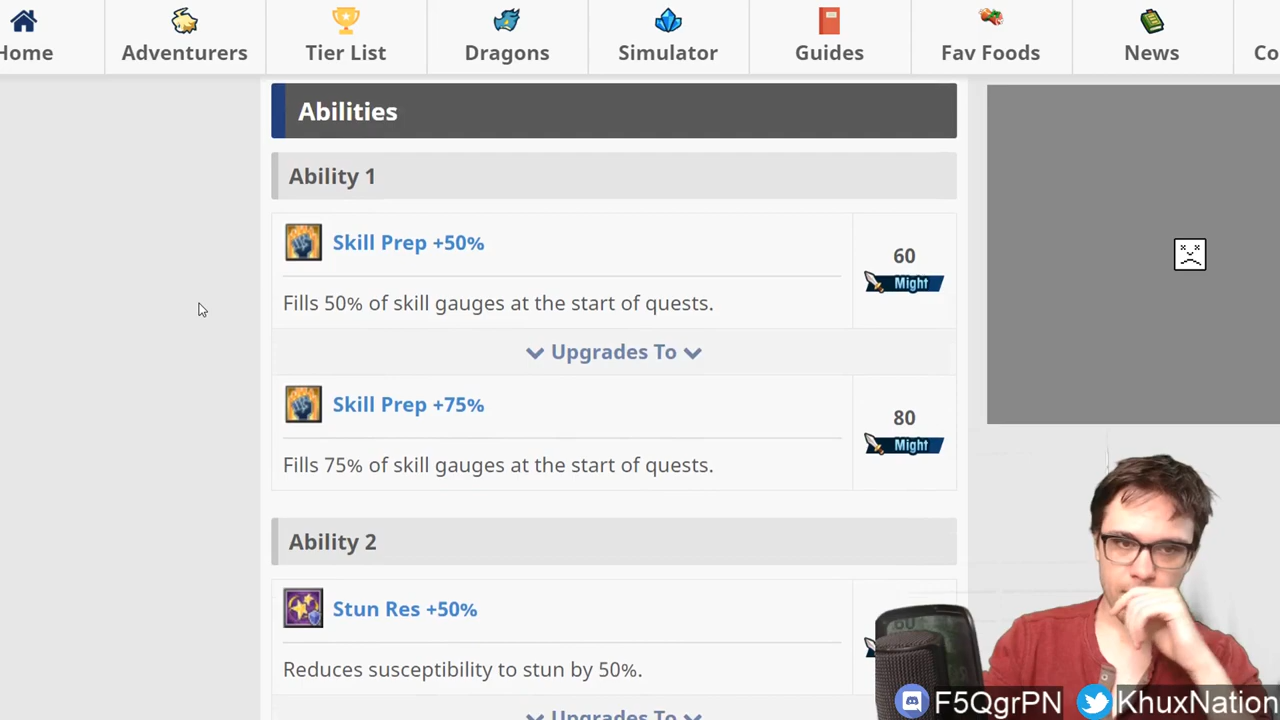 Home Adventurers Tier List Dragons Simulator Guides Fav Foods News Co
Abilities
Ability 1
Skill Prep +50%
60
Might
Fills 50% of skill gauges at the start of quests.
Upgrades To
Skill Prep +75%
80
Might
Fills 75% of skill gauges at the start of quests.
Ability 2
Stun Res +50%
Reduces susceptibility to stun by 50%.
Upgrades To
F5QgrPN KhuxNation